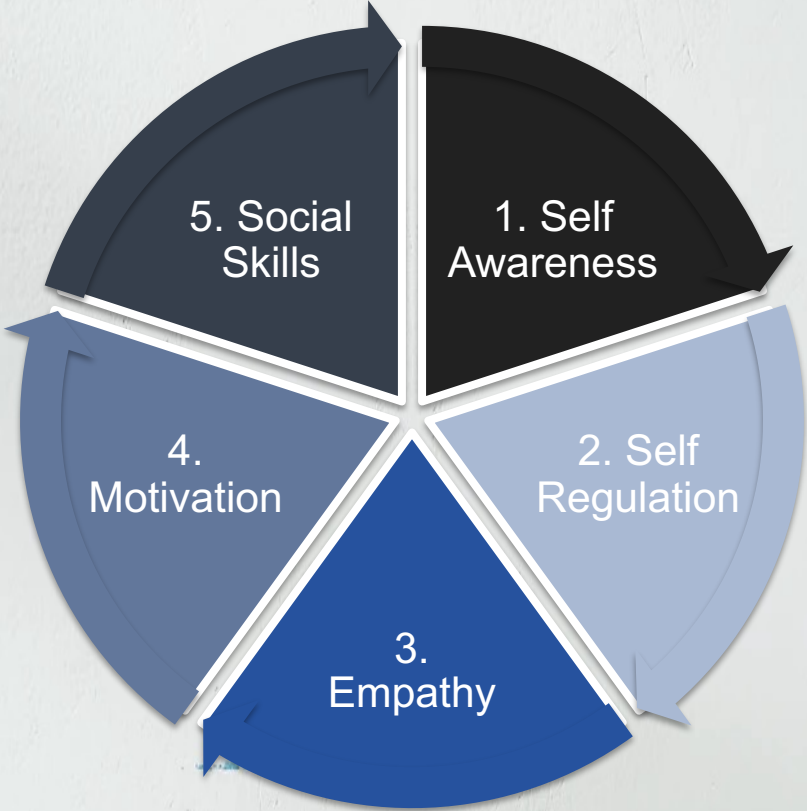 1. Self
Awareness
2. Self
Regulation
3.
Empathy
4.
Motivation
5. Social
Skills